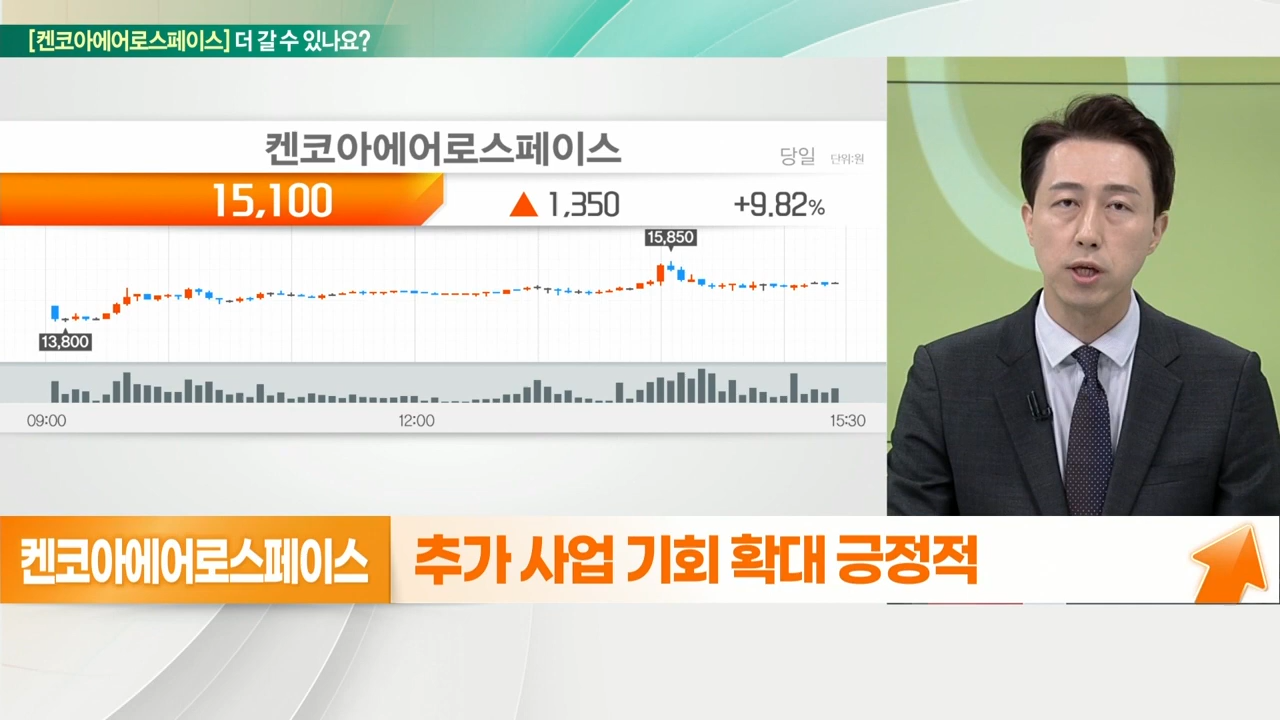 [켄코아에어로스페이스] 더 갈 수 있나요?
켄코아에어로스페이스
당일 단위:원
15,100 ▲ 1,350 +9.82%
15,850
13,800
09:00 12:00 15:30
켄코아에어로스페이스 추가 사업 기회 확대 긍정적